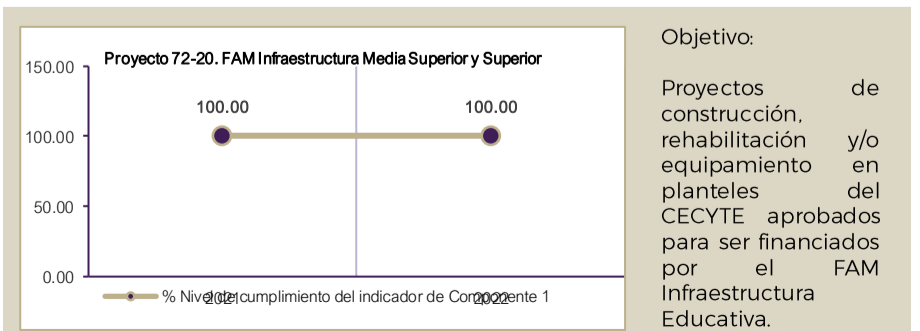 Proyecto 72-20. FAM Infraestructura Media Superior y Superior
150.00
100.00
50.00
0.00
100.00
100.00
2021
2022
% Nivel de cumplimiento del indicador de Componente 1
Objetivo:
Proyectos de
construcción,
rehabilitación y/o
equipamiento en
planteles del
CECYTE aprobados
para ser financiados
por el FAM
Infraestructura
Educativa.